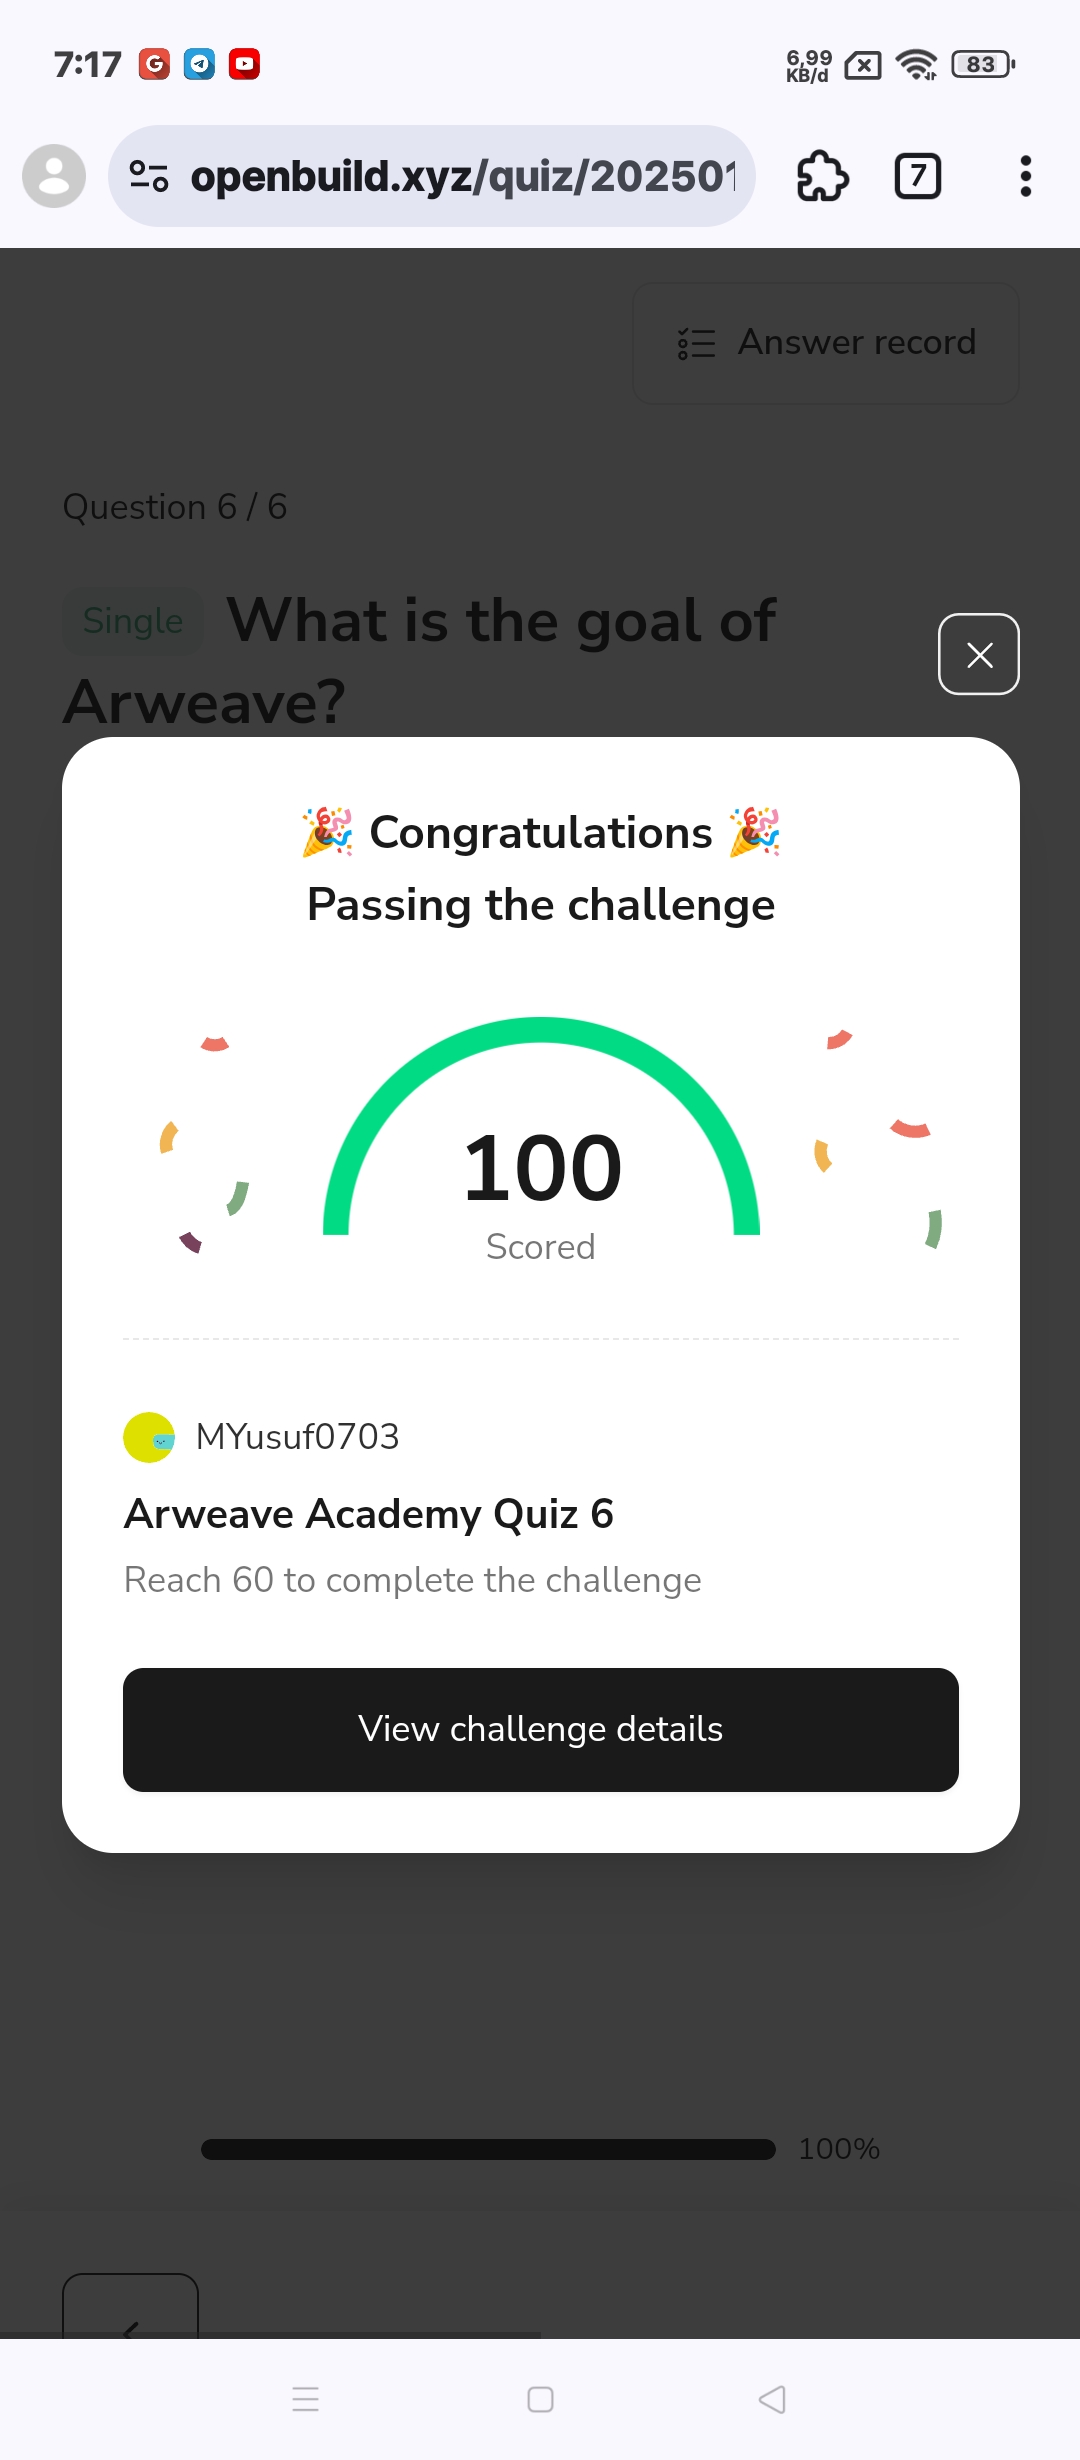 7:17
6,99
KB/d
83
openbuild.xyz/quiz/202501
7
Answer record
Question 6 / 6
Single What is the goal of
Arweave?
🎉 Congratulations 🎉
Passing the challenge
100
Scored
MYusuf0703
Arweave Academy Quiz 6
Reach 60 to complete the challenge
View challenge details
100%